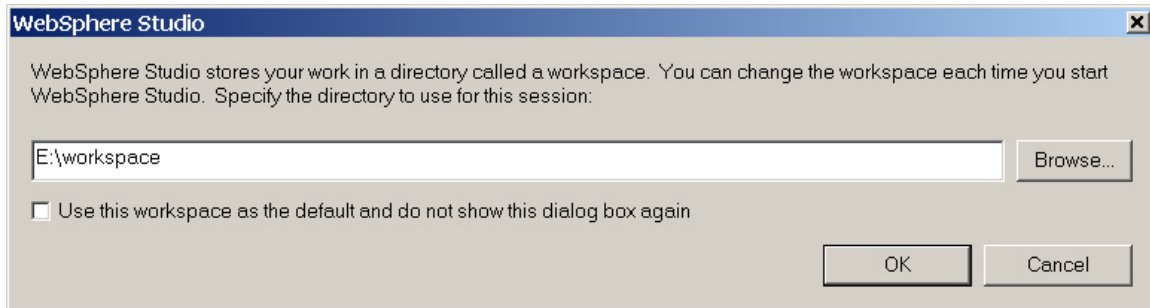 WebSphere Studio
WebSphere Studio stores your work in a directory called a workspace.  You can change the workspace each time you start
WebSphere Studio.  Specify the directory to use for this session:
E:\workspace
Browse...
Use this workspace as the default and do not show this dialog box again
OK
Cancel